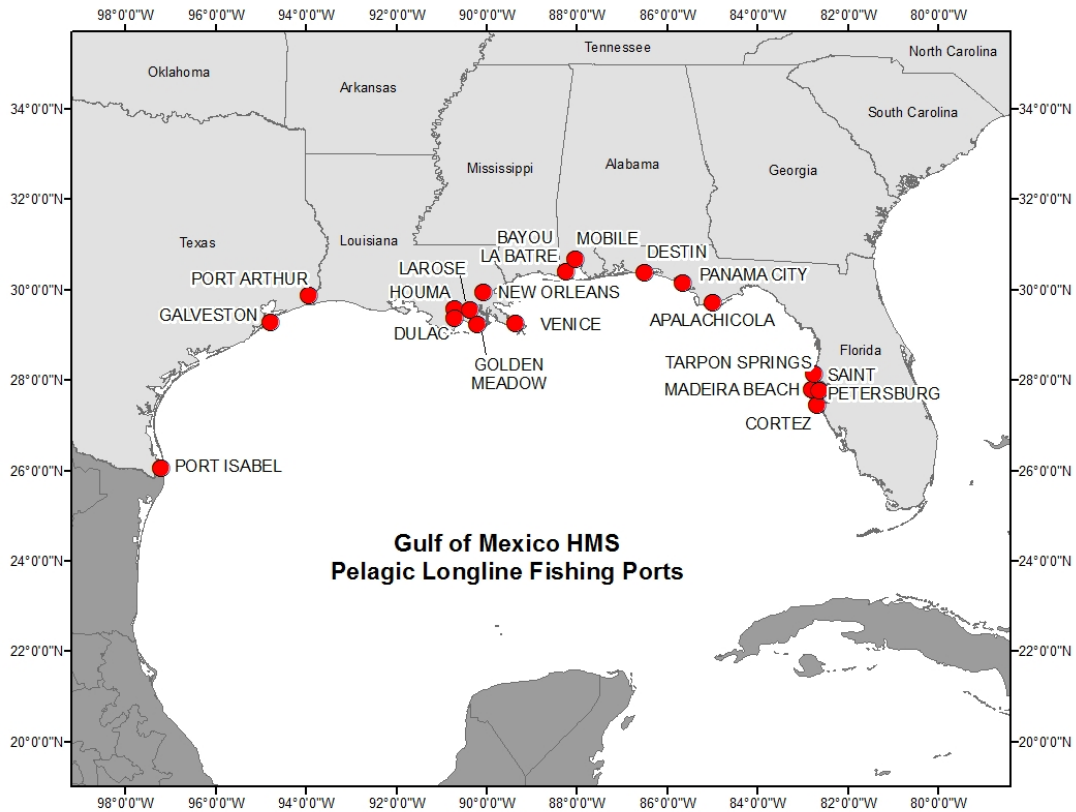 98°0'0"W 96°0'0"W 94°0'0"W 92°0'0"W 90°0'0"W 88°0'0"W 86°0'0"W 84°0'0"W 82°0'0"W 80°0'0"W
Tennessee
North Carolina
Oklahoma
Arkansas
34°0'0"N
34°0'0"N
South Carolina
Mississippi
Alabama
Georgia
32°0'0"N
32°0'0"N
Texas
Louisiana
BAYOU
LA BATRE
MOBILE
DESTIN
PORT ARTHUR
LAROSE
PANAMA CITY
30°0'0"N
30°0'0"N
HOUMA
NEW ORLEANS
GALVESTON
DULAC
VENICE
APALACHICOLA
GOLDEN
MEADOW
Florida
TARPON SPRINGS
28°0'0"N
28°0'0"N
MADEIRA BEACH
SAINT
PETERSBURG
CORTEZ
26°0'0"N
26°0'0"N
PORT ISABEL
Gulf of Mexico HMS
Pelagic Longline Fishing Ports
24°0'0"N
24°0'0"N
22°0'0"N
22°0'0"N
20°0'0"N
20°0'0"N
98°0'0"W 96°0'0"W 94°0'0"W 92°0'0"W 90°0'0"W 88°0'0"W 86°0'0"W 84°0'0"W 82°0'0"W 80°0'0"W